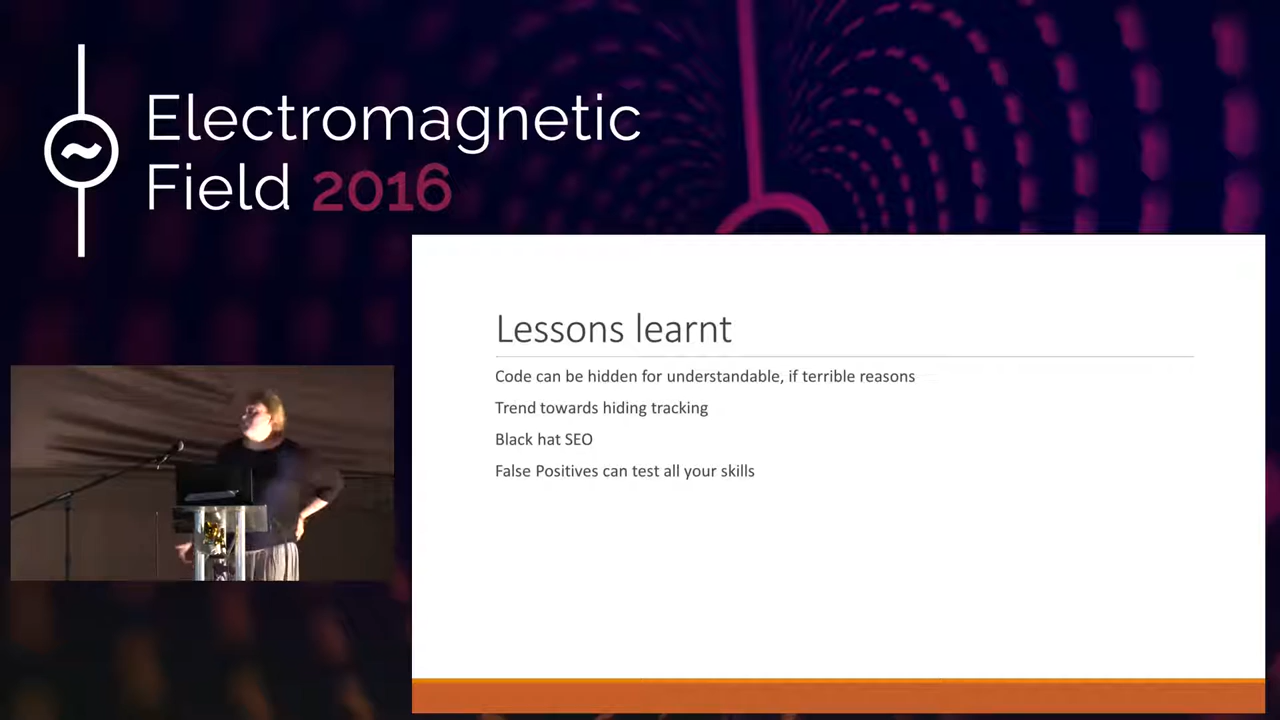 Electromagnetic
Field 2016
Lessons learnt
Code can be hidden for understandable, if terrible reasons
Trend towards hiding tracking
Black hat SEO
False Positives can test all your skills